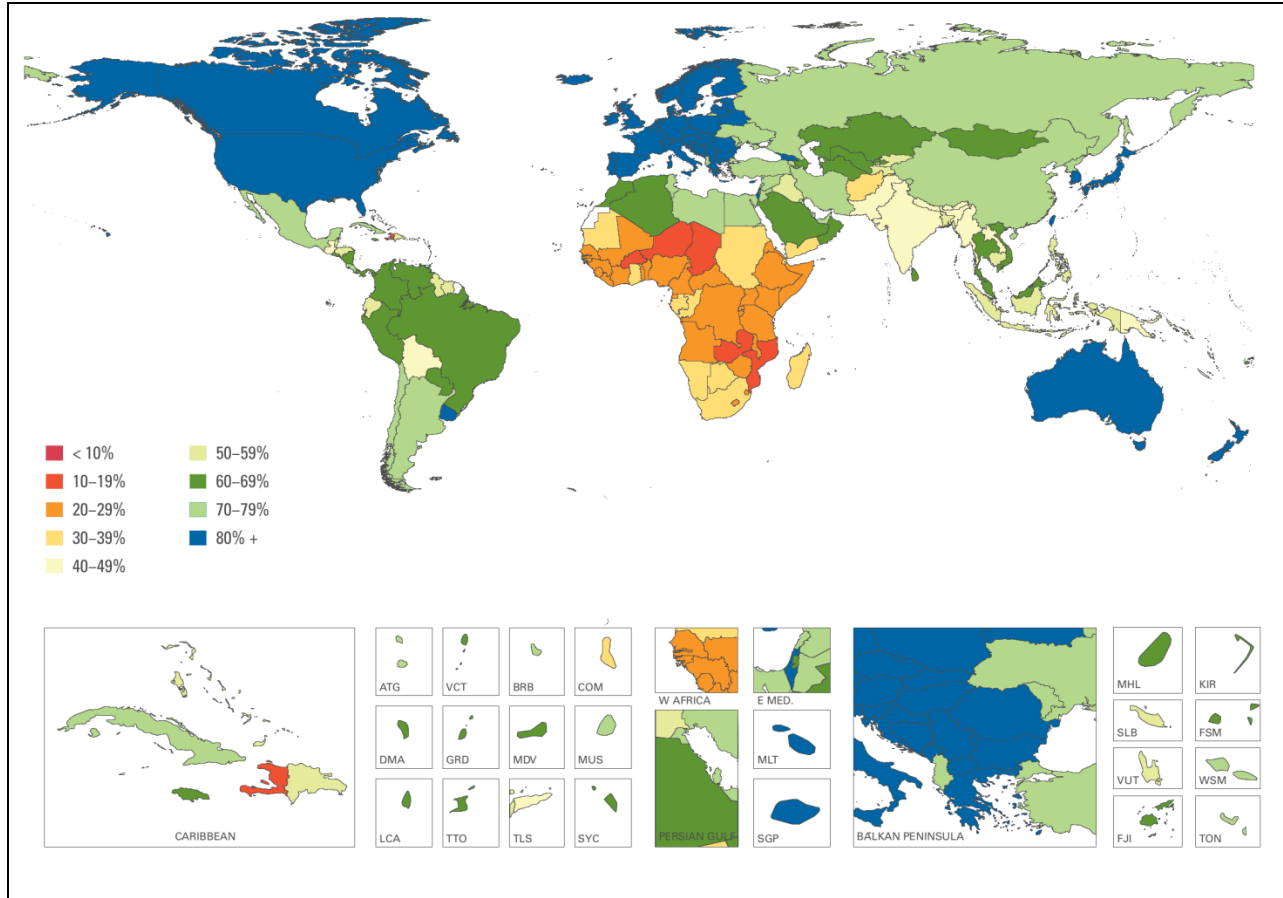 < 10%
10–19%
20–29%
30–39%
40–49%
50–59%
60–69%
70–79%
80% +
CARIBBEAN
ATG
VCT
BRB
COM
DMA
GRD
MDV
MUS
LCA
TTO
TLS
SYC
W AFRICA
E MED.
PERSIAN GULF
MLT
SGP
BALKAN PENINSULA
MHL
KIR
SLB
FSM
VUT
WSM
FJI
TON